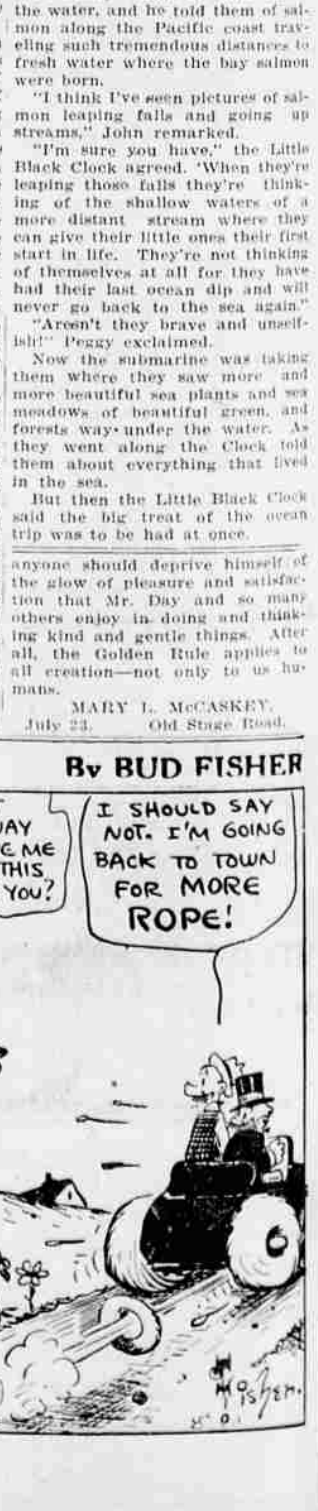 the water, and he told them of sal-
mon along the Pacific coast trav-
eling such tremendous distances to
fresh water where the bay salmon
were born.
"I think I've seen pictures of sal-
mon leaping falls and going up
streams," John remarked.
"I'm sure you have," the Little
Black Clock agreed. 'When they're
leaping those falls they're think-
ing of the shallow waters of a
more distant stream where they
can give their little ones their first
start in life. They're not thinking
of themselves at all for they have
had their last ocean dip and will
never go back to the sea again."
"Areen't they brave and unself-
ish!" Peggy exclaimed.
Now the submarine was taking
them where they saw more and
more beautiful sea plants and sea
meadows of beautiful green, and
forests way under the water. As
they went along the Clock told
them about everything that lived
in the sea.
But then the Little Black Clock
said the big treat of the ocean
trip was to be had at once.
anyone should deprive himself of
the glow of pleasure and satisfac-
tion that Mr. Day and so many
others enjoy in doing and think-
ing kind and gentle things. After
all, the Golden Rule applies to
all creation—not only to us hu-
mans.
MARY L. McCASKEY.
July 23. Old Stage Road.
By BUD FISHER
AY
E ME
THIS
YOU?
I SHOULD SAY
NOT. I'M GOING
BACK TO TOWN
FOR MORE
ROPE!